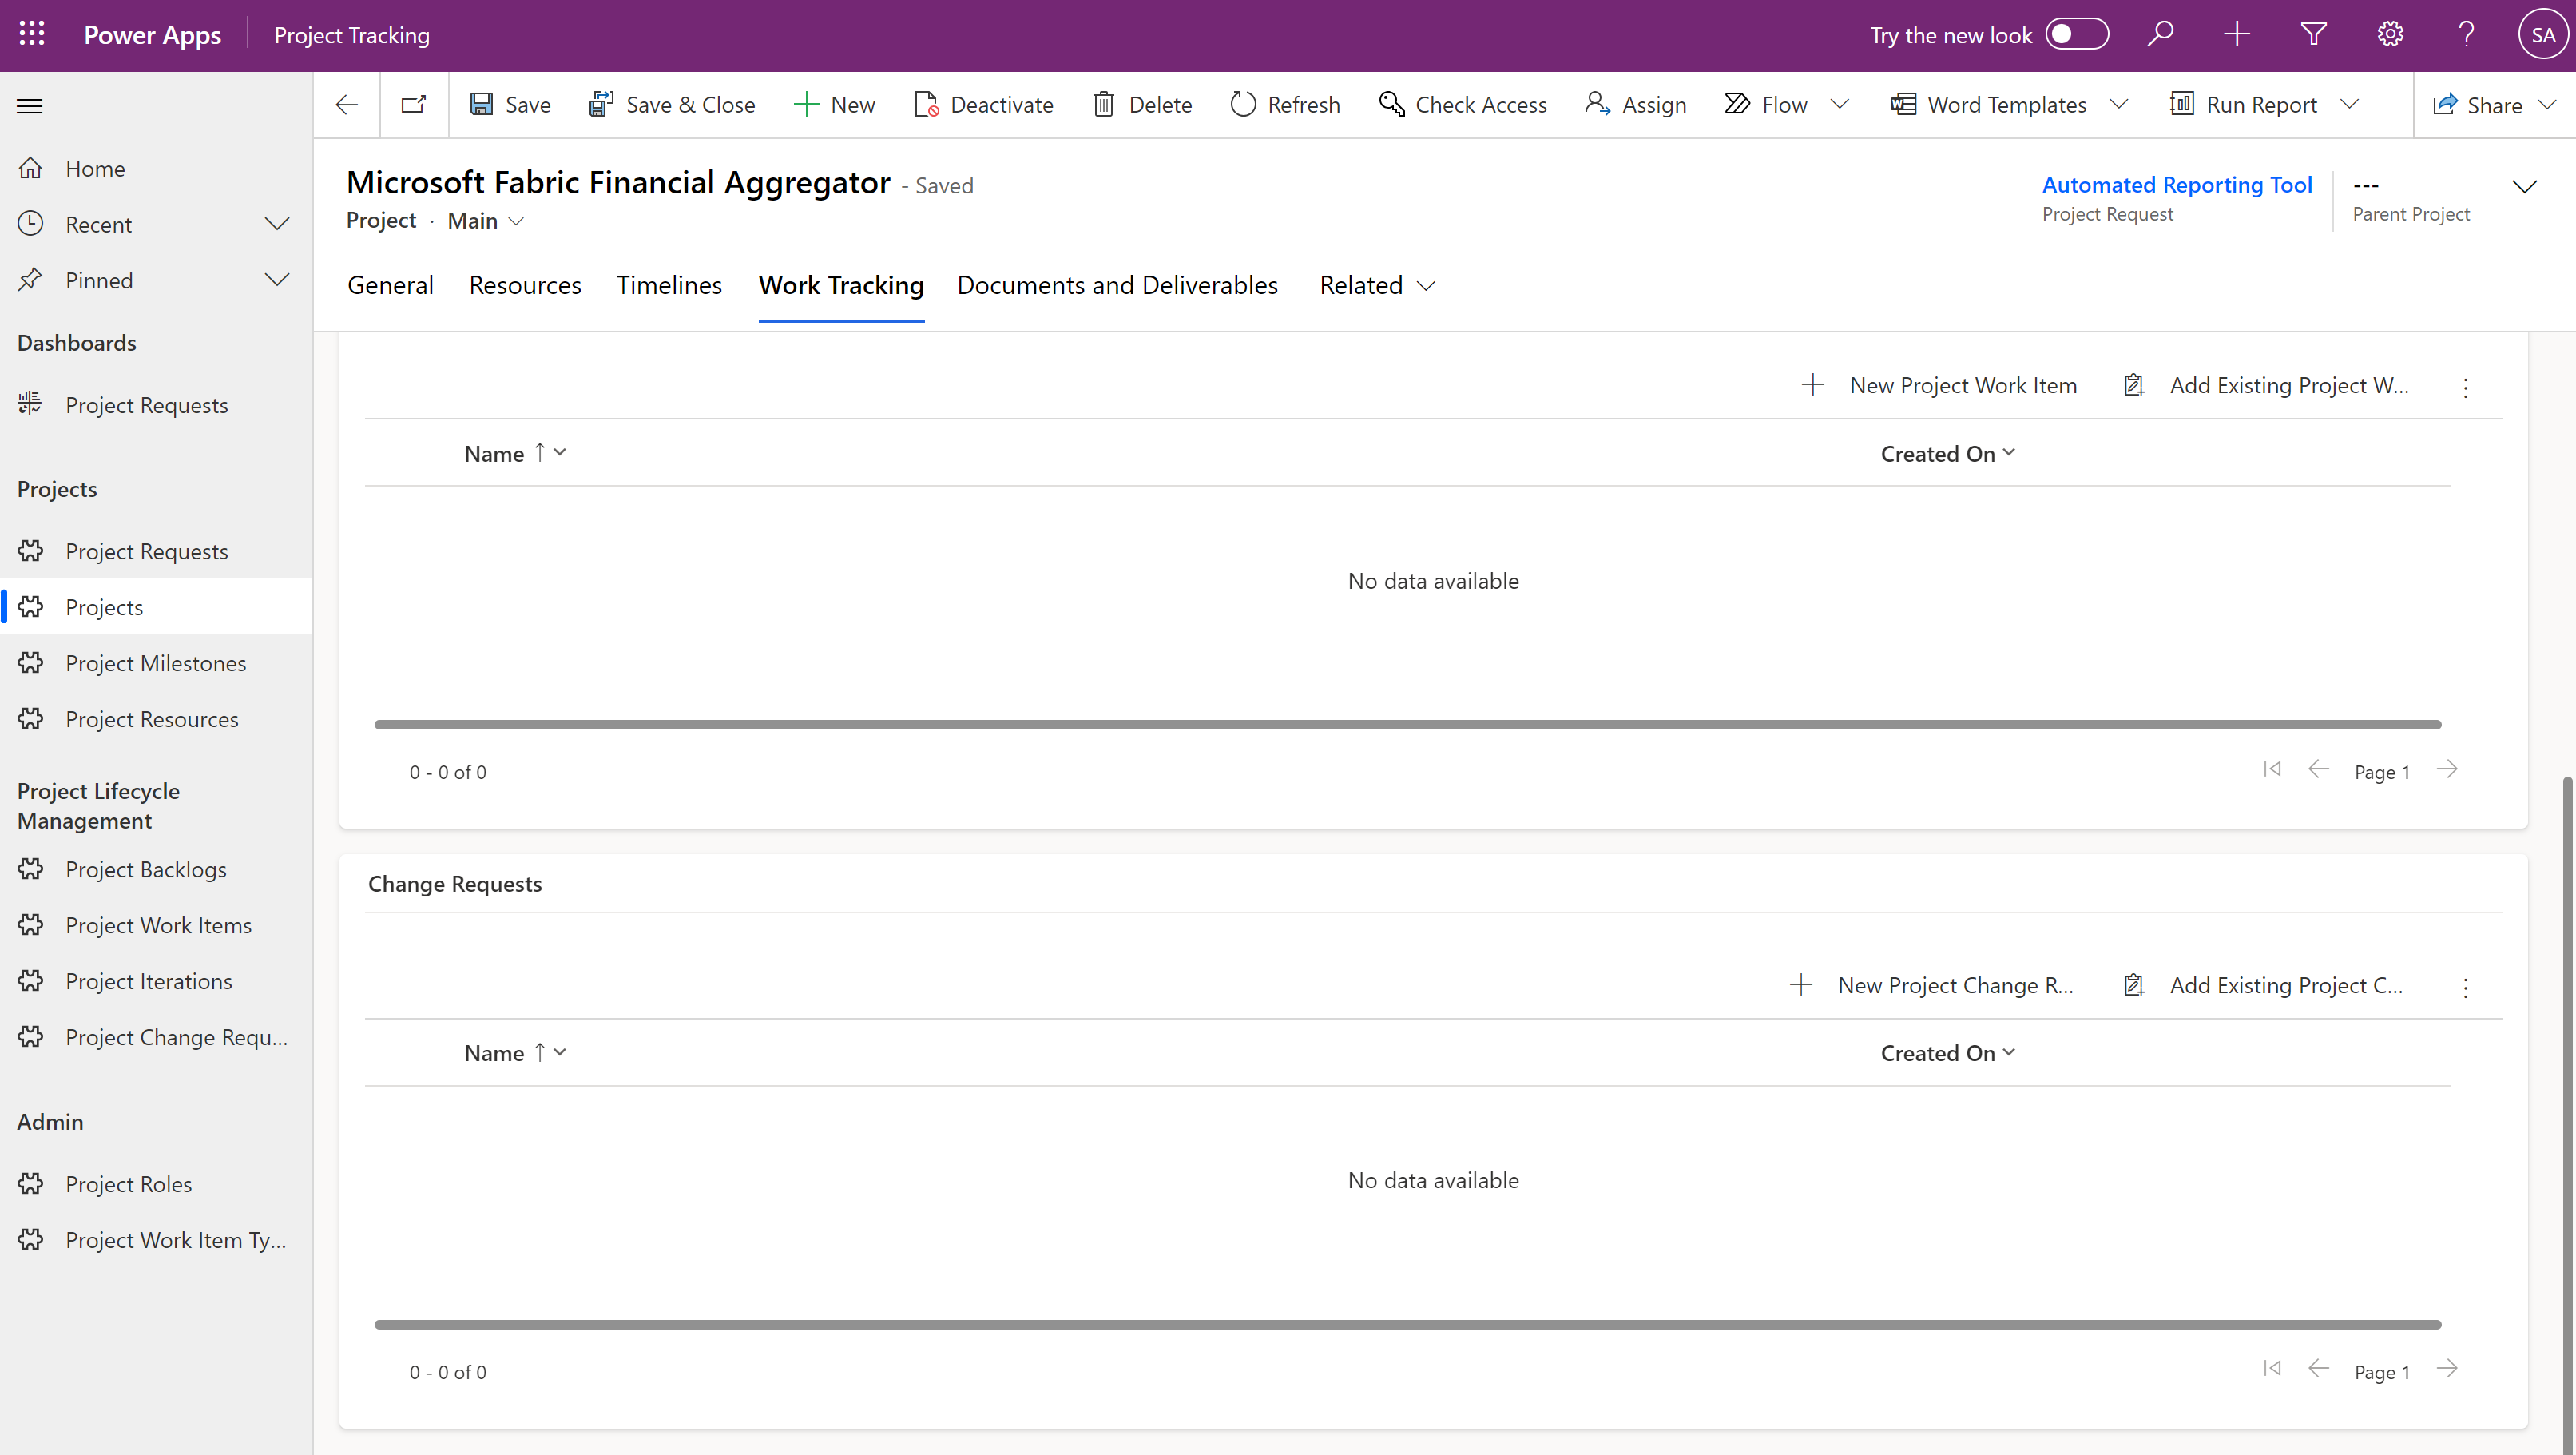 Power Apps
Project Tracking
Try the new look
SA
Save
Save & Close
New
Deactivate
Delete
Refresh
Check Access
Assign
Flow
Word Templates
Run Report
Share
Home
Recent
Pinned
Dashboards
Project Requests
Projects
Project Requests
Projects
Project Milestones
Project Resources
Project Lifecycle
Management
Project Backlogs
Project Work Items
Project Iterations
Project Change Requ...
Admin
Project Roles
Project Work Item Ty...
Microsoft Fabric Financial Aggregator - Saved
Project · Main
Automated Reporting Tool
Project Request
---
Parent Project
General
Resources
Timelines
Work Tracking
Documents and Deliverables
Related
New Project Work Item
Add Existing Project W...
Name
Created On
No data available
0 - 0 of 0
Page 1
Change Requests
New Project Change R...
Add Existing Project C...
Name
Created On
No data available
0 - 0 of 0
Page 1